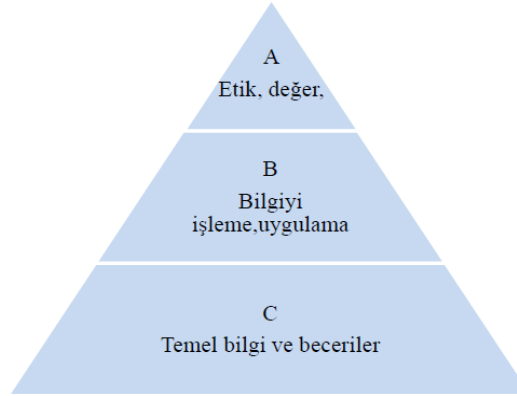 A
Etik, değer,
B
Bilgiyi
işleme,uygulama
C
Temel bilgi ve beceriler